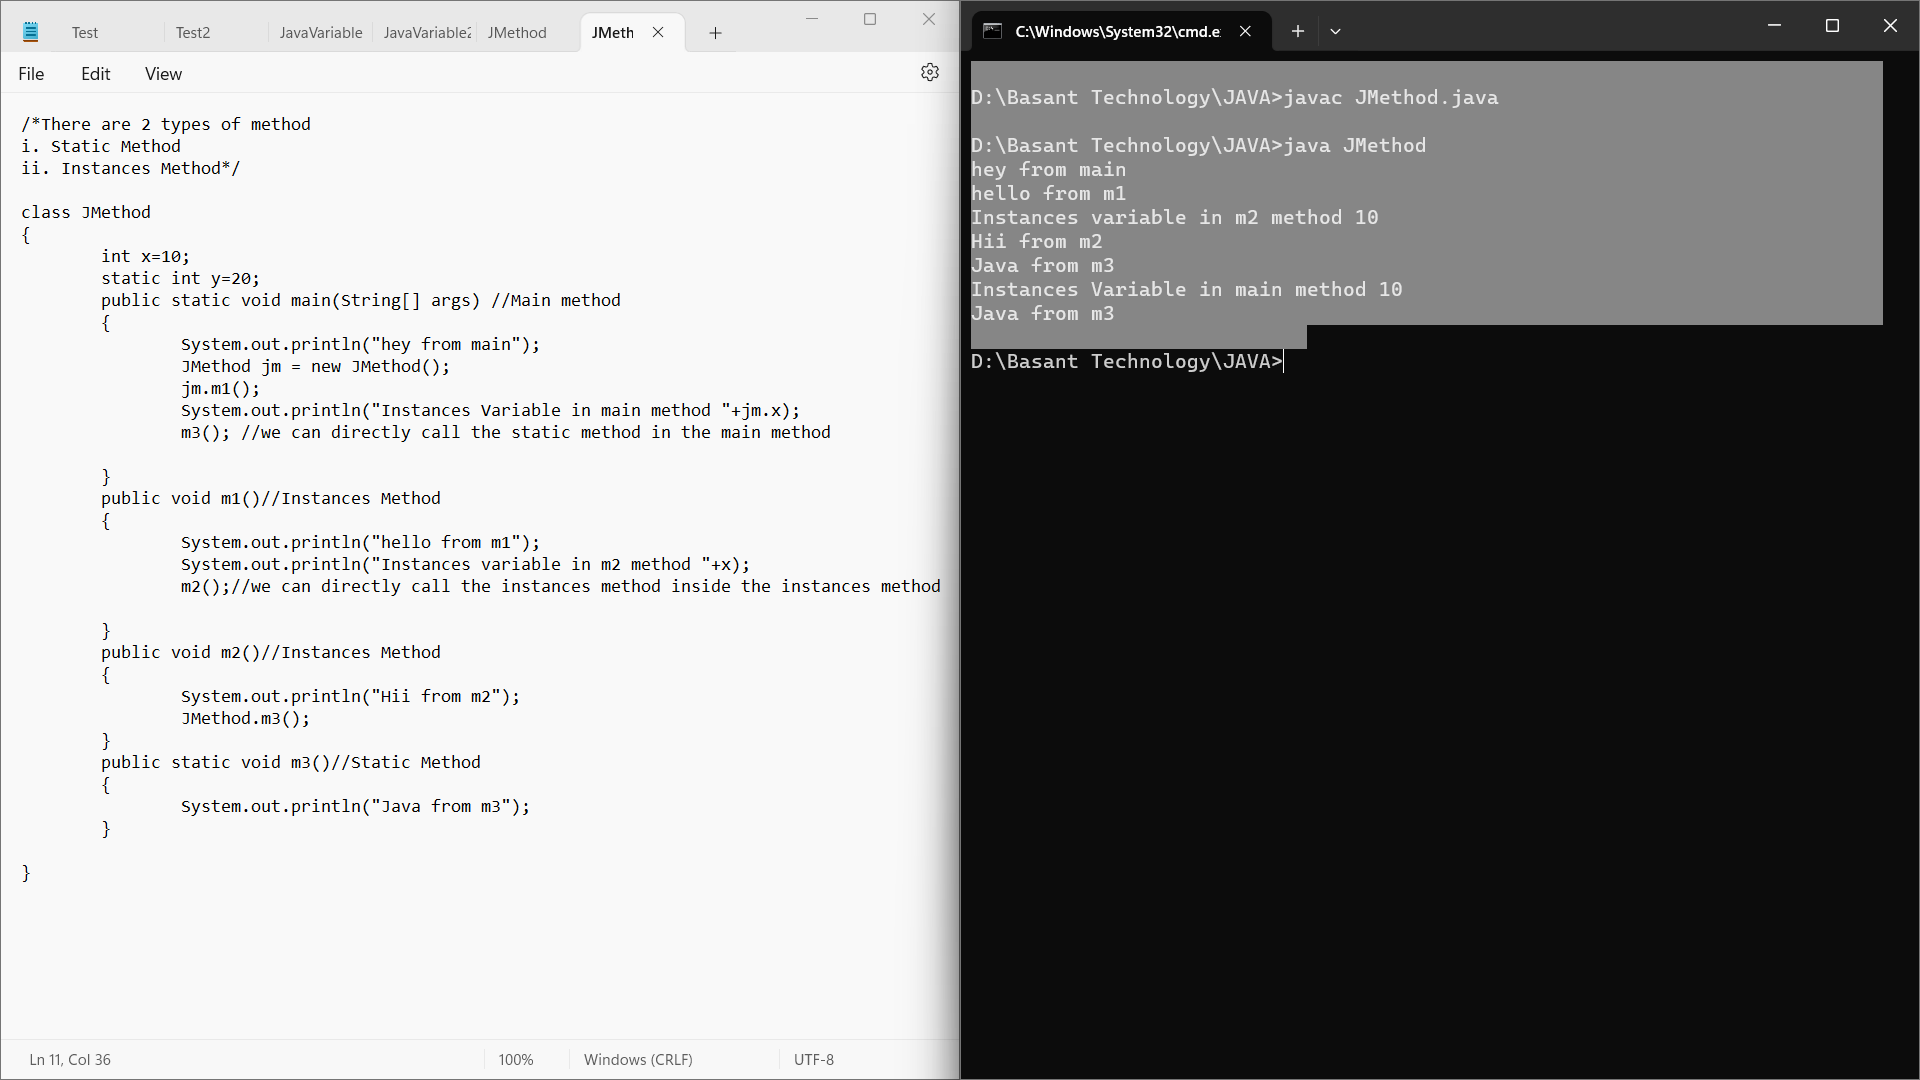 Test Test2 JavaVariable JavaVariable2 JMethod JMeth
File Edit View
/*There are 2 types of method
i. Static Method
ii. Instances Method*/
class JMethod
{
int x=10;
static int y=20;
public static void main(String[] args) //Main method
{
System.out.println("hey from main");
JMethod jm = new JMethod();
jm.m1();
System.out.println("Instances Variable in main method "+jm.x);
m3(); //we can directly call the static method in the main method
}
public void m1()//Instances Method
{
System.out.println("hello from m1");
System.out.println("Instances variable in m2 method "+x);
m2();//we can directly call the instances method inside the instances method
}
public void m2()//Instances Method
{
System.out.println("Hii from m2");
JMethod.m3();
}
public static void m3()//Static Method
{
System.out.println("Java from m3");
}
}
Ln 11, Col 36 100% Windows (CRLF) UTF-8
C:\Windows\System32\cmd.e
D:\Basant Technology\JAVA>javac JMethod.java
D:\Basant Technology\JAVA>java JMethod
hey from main
hello from m1
Instances variable in m2 method 10
Hii from m2
Java from m3
Instances Variable in main method 10
Java from m3
D:\Basant Technology\JAVA>